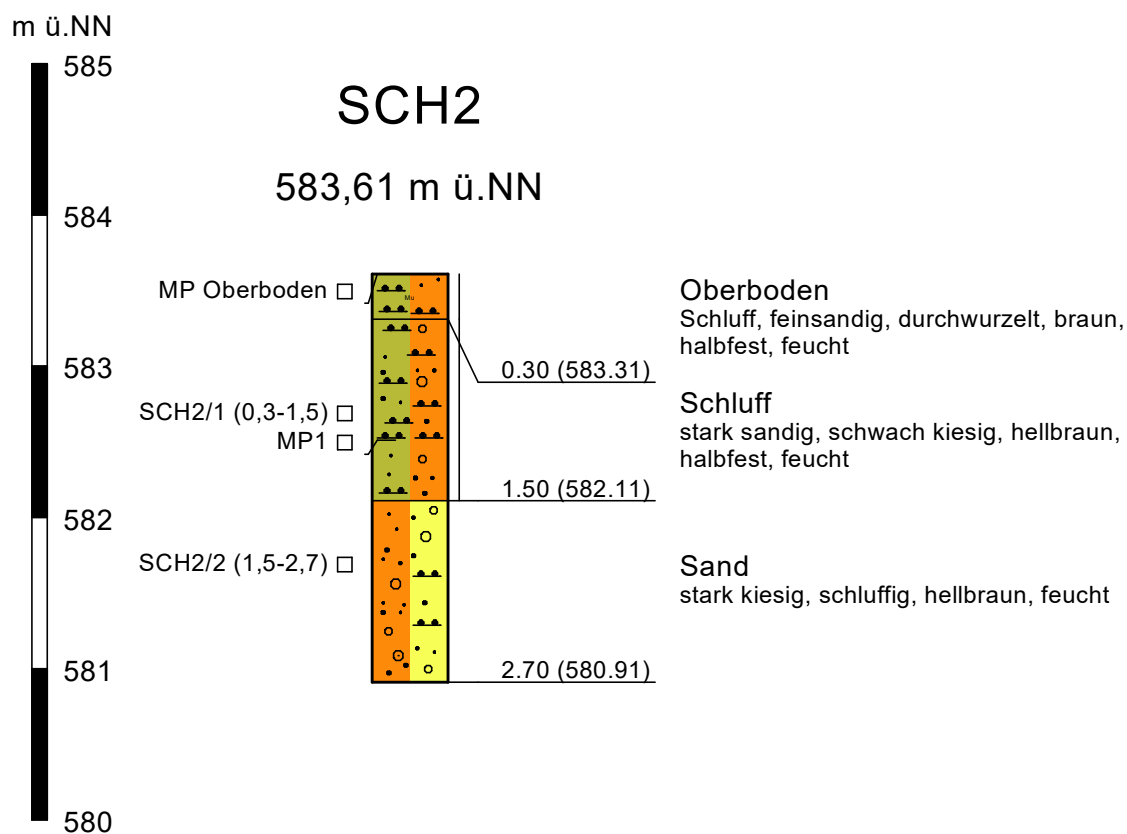 m ü.NN
585
SCH2
583,61 m ü.NN
584
MP Oberboden
Mu
Oberboden
Schluff, feinsandig, durchwurzelt, braun,
halbfest, feucht
583
0.30 (583.31)
SCH2/1 (0,3-1,5)
MP1
Schluff
stark sandig, schwach kiesig, hellbraun,
halbfest, feucht
1.50 (582.11)
582
SCH2/2 (1,5-2,7)
Sand
stark kiesig, schluffig, hellbraun, feucht
581
2.70 (580.91)
580